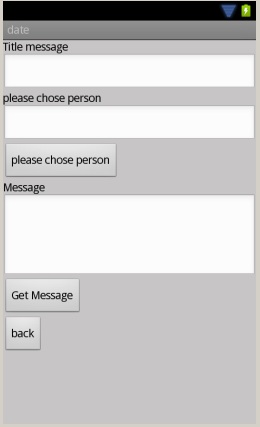 date
Title message
please chose person
please chose person
Message
Get Message
back